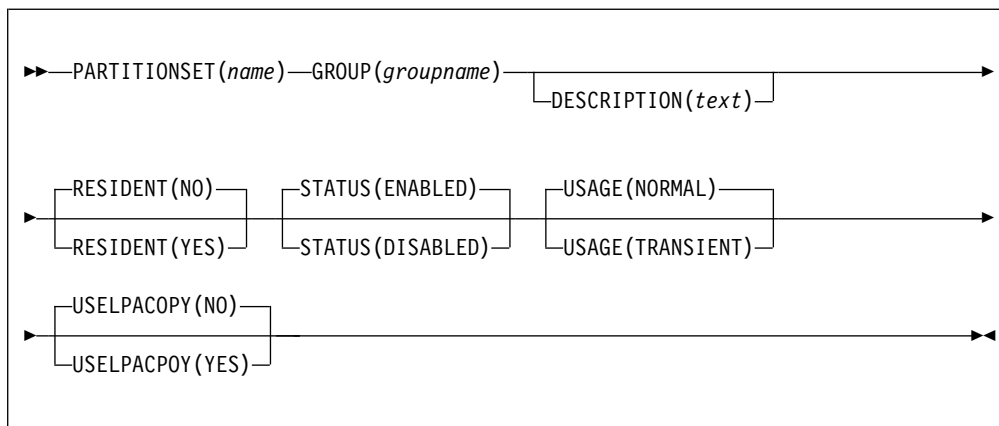 PARTITIONSET(name) GROUP(groupname)
DESCRIPTION(text)
RESIDENT(NO) STATUS(ENABLED) USAGE(NORMAL)
RESIDENT(YES) STATUS(DISABLED) USAGE(TRANSIENT)
USELPACOPY(NO)
USELPACPOY(YES)